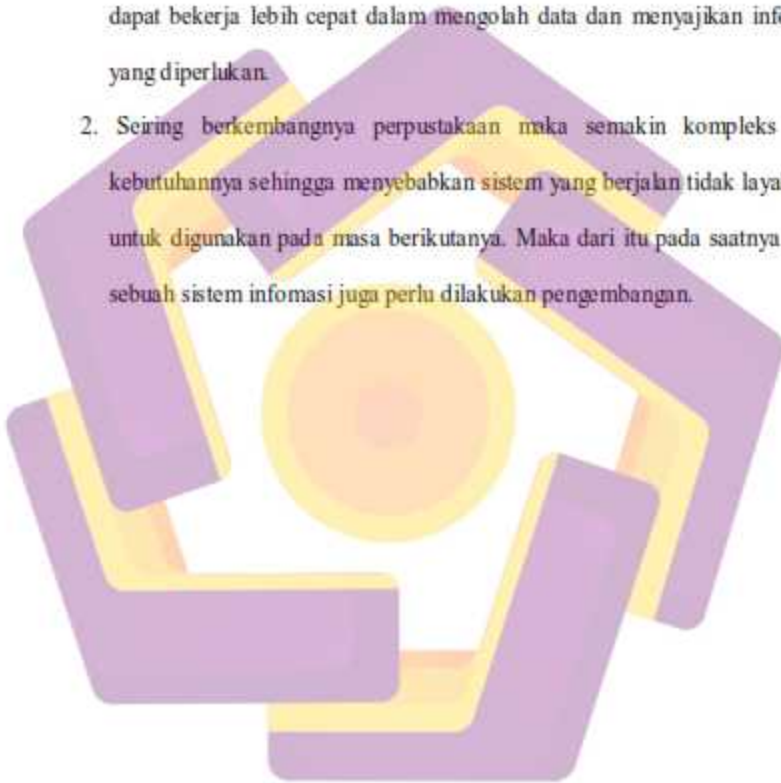 dapat bekerja lebih cepat dalam mengolah data dan menyajikan
yang diperlukan.
2. Seiring berkembangnya perpustakaan maka semakin kompleks
kebutuhannya sehingga menyebabkan sistem yang berjalan tidak
untuk digunakan pada masa berikutanya. Maka dari itu pada saatnya
sebuah sistem infomasi juga perlu dilakukan pengembangan.